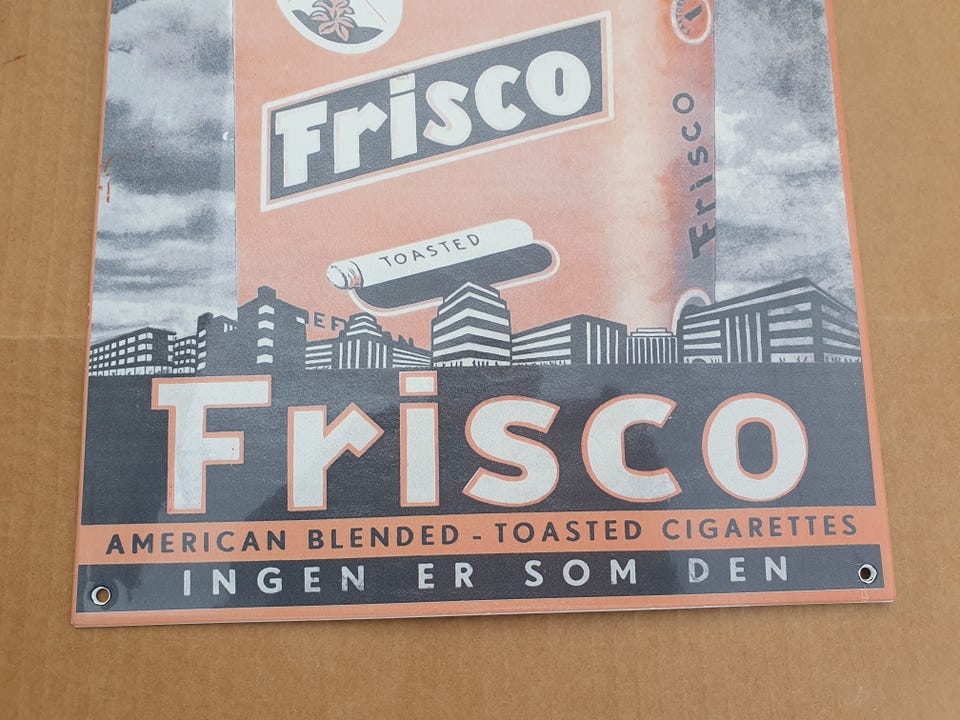 Frisco
Frisco
TOASTED
Frisco
AMERICAN BLENDED - TOASTED CIGARETTES
INGEN ER SOM DEN